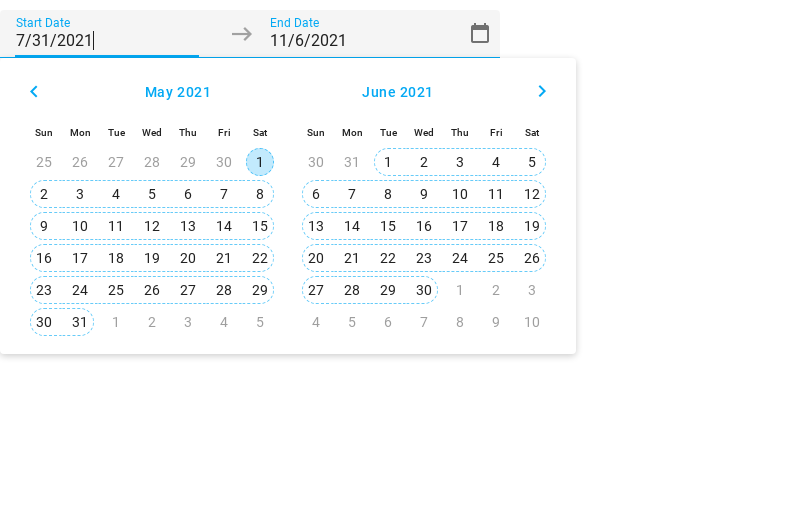 Start Date End Date
7/31/2021 11/6/2021
May 2021 June 2021
Sun Mon Tue Wed Thu Fri Sat Sun Mon Tue Wed Thu Fri Sat
25 26 27 28 29 30 1 30 31 1 2 3 4 5
2 3 4 5 6 7 8 6 7 8 9 10 11 12
9 10 11 12 13 14 15 13 14 15 16 17 18 19
16 17 18 19 20 21 22 20 21 22 23 24 25 26
23 24 25 26 27 28 29 27 28 29 30 1 2 3
30 31 1 2 3 4 5 4 5 6 7 8 9 10